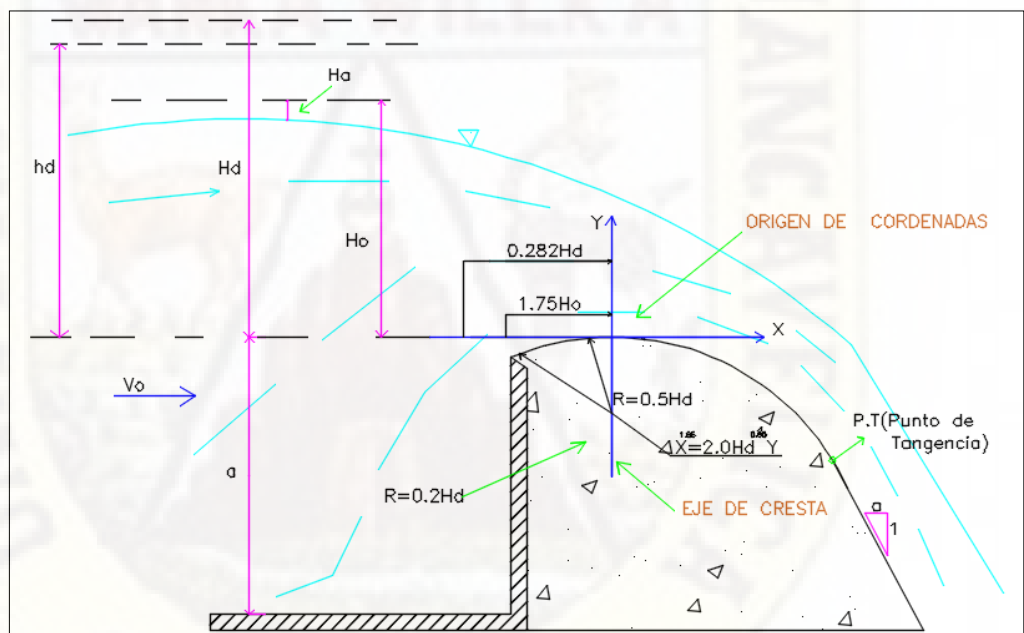 Ha
hd
Hd
Ho
Y
ORIGEN DE CORDENADAS
0.282Hd
1.75Ho
X
Vo
R=0.5Hd
P.T(Punto de
Tangencia)
X=2.0Hd Y
a
R=0.2Hd
EJE DE CRESTA
a
1